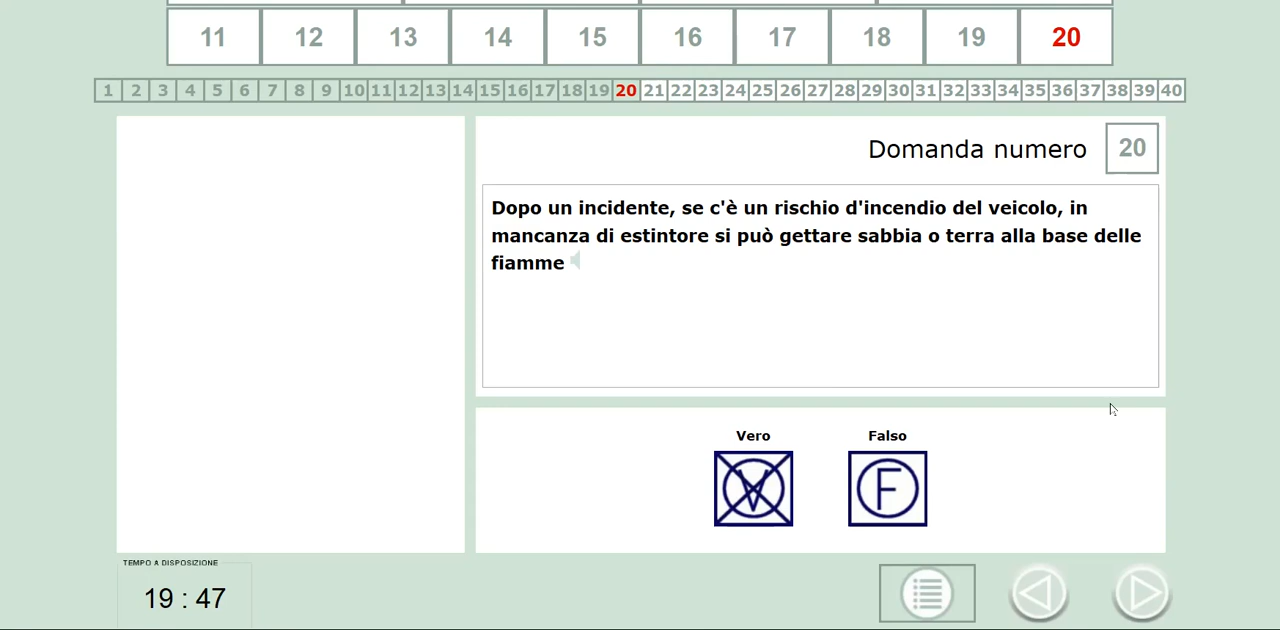 11 12 13 14 15 16 17 18 19 20
1 2 3 4 5 6 7 8 9 10 11 12 13 14 15 16 17 18 19 20 21 22 23 24 25 26 27 28 29 30 31 32 33 34 35 36 37 38 39 40
Domanda numero 20
Dopo un incidente, se c'è un rischio d'incendio del veicolo, in
mancanza di estintore si può gettare sabbia o terra alla base delle
fiamme
Vero Falso
V F
TEMPO A DISPOSIZIONE
19 : 47